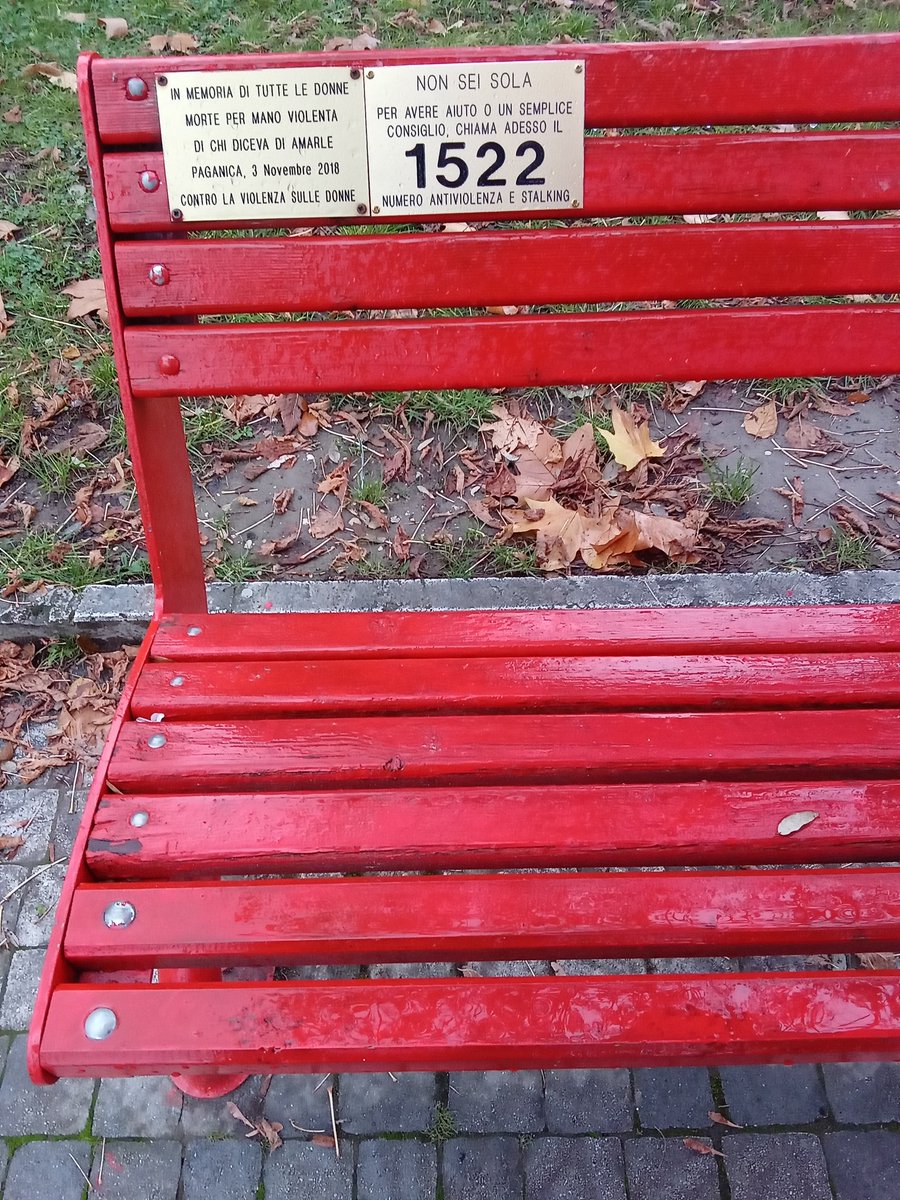 IN MEMORIA DI TUTTE LE DONNE
MORTE PER MANO VIOLENTA
DI CHI DICEVA DI AMARLE
PAGANICA, 3 Novembre 2018
CONTRO LA VIOLENZA SULLE DONNE
NON SEI SOLA
PER AVERE AIUTO O UN SEMPLICE
CONSIGLIO, CHIAMA ADESSO IL
1522
NUMERO ANTIVIOLENZA E STALKING